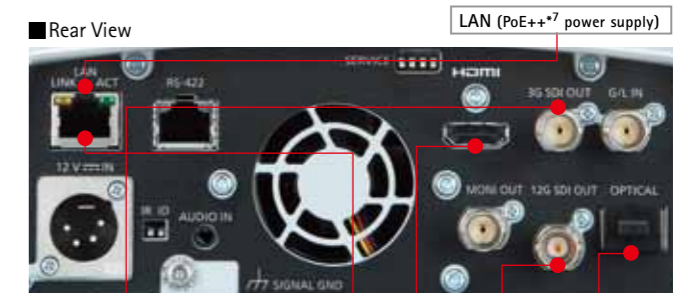 ■Rear View
LAN (PoE++*7 power supply)
LAN
LINK ACT
RS-422
SERVICE
HDMI
3G SDI OUT
G/L IN
12 V IN
IR ID
AUDIO IN
MONI OUT
12G SDI OUT
OPTICAL
SIGNAL GND